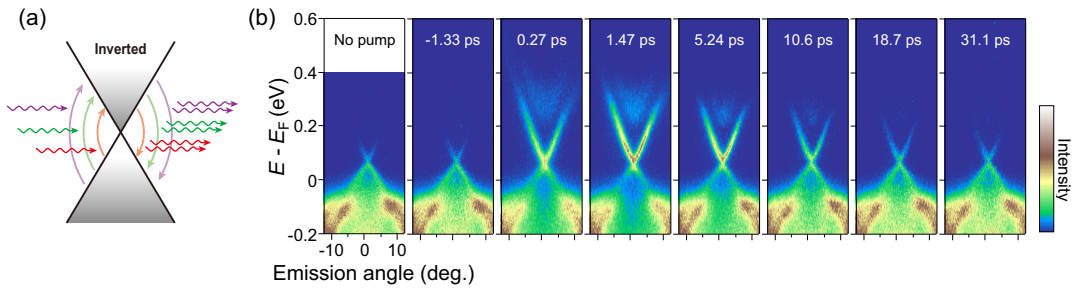 (a)
Inverted
(b)
No pump
-1.33 ps
0.27 ps
1.47 ps
5.24 ps
10.6 ps
18.7 ps
31.1 ps
E - E_F (eV)
0.6
0.4
0.2
0
-0.2
-10 0 10
Emission angle (deg.)
Intensity